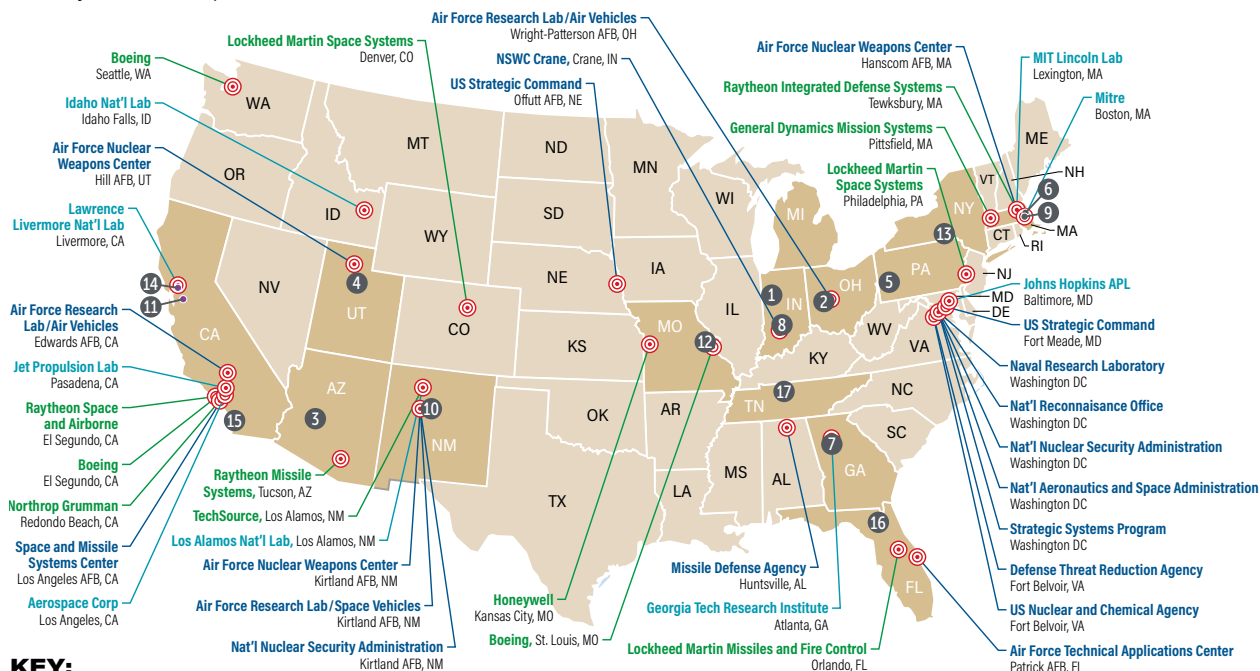 Air Force Research Lab/Air Vehicles
Wright-Patterson AFB, OH
Lockheed Martin Space Systems
Denver, CO
NSWC Crane, Crane, IN
US Strategic Command
Offutt AFB, NE
Air Force Nuclear Weapons Center
Hanscom AFB, MA
Raytheon Integrated Defense Systems
Tewksbury, MA
General Dynamics Mission Systems
Pittsfield, MA
Lockheed Martin
Space Systems
Philadelphia, PA
MIT Lincoln Lab
Lexington, MA
Mitre
Boston, MA
Boeing
Seattle, WA
Idaho Nat'l Lab
Idaho Falls, ID
Air Force Nuclear
Weapons Center
Hill AFB, UT
Lawrence
Livermore Nat'l Lab
Livermore, CA
Air Force Research
Lab/Air Vehicles
Edwards AFB, CA
Jet Propulsion Lab
Pasadena, CA
Raytheon Space
and Airborne
El Segundo, CA
Boeing
El Segundo, CA
Northrop Grumman
Redondo Beach, CA
Space and Missile
Systems Center
Los Angeles AFB, CA
Aerospace Corp
Los Angeles, CA
WA
OR
ID
MT
WY
NV
UT
CA
AZ
NM
CO
ND
SD
NE
KS
OK
TX
MN
IA
MO
AR
LA
WI
IL
MI
IN
OH
KY
TN
MS
AL
GA
FL
SC
NC
VA
WV
PA
NY
VT
NH
ME
MA
RI
CT
NJ
MD
DE
1
2
3
4
5
6
7
8
9
10
11
12
13
14
15
16
17
Raytheon Missile
Systems, Tucson, AZ
TechSource, Los Alamos, NM
Los Alamos Nat'l Lab, Los Alamos, NM
Air Force Nuclear Weapons Center
Kirtland AFB, NM
Air Force Research Lab/Space Vehicles
Kirtland AFB, NM
Nat'l Nuclear Security Administration
Kirtland AFB, NM
Honeywell
Kansas City, MO
Boeing, St. Louis, MO
Missile Defense Agency
Huntsville, AL
Georgia Tech Research Institute
Atlanta, GA
Lockheed Martin Missiles and Fire Control
Orlando, FL
Johns Hopkins APL
Baltimore, MD
US Strategic Command
Fort Meade, MD
Naval Research Laboratory
Washington DC
Nat'l Reconnaisance Office
Washington DC
Nat'l Nuclear Security Administration
Washington DC
Nat'l Aeronautics and Space Administration
Washington DC
Strategic Systems Program
Washington DC
Defense Threat Reduction Agency
Fort Belvoir, VA
US Nuclear and Chemical Agency
Fort Belvoir, VA
Air Force Technical Applications Center
Patrick AFB, FL
KEY: